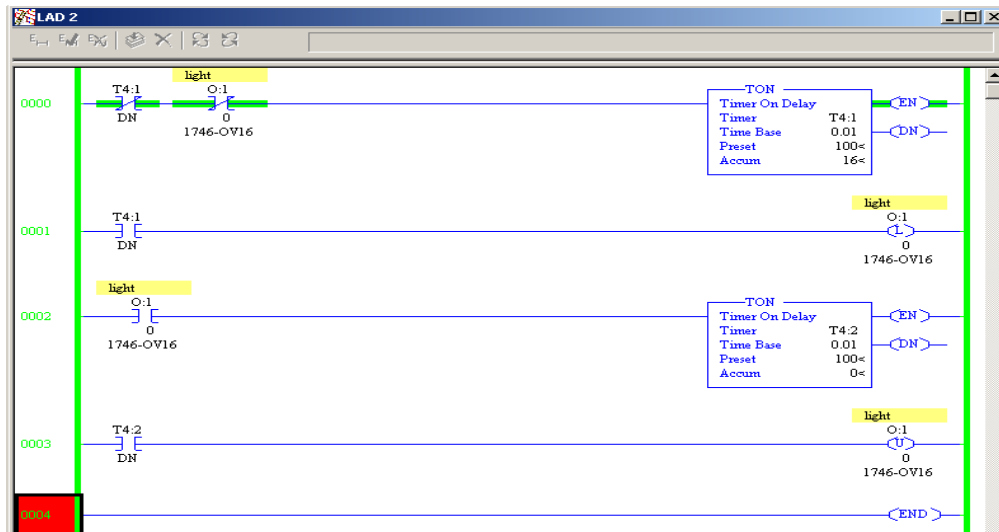 LAD 2
light
T4:1 O:1 TON
0000 Timer On Delay EN
DN 0 Timer T4:1
1746-OV16 Time Base 0.01 DN
Preset 100<
Accum 16<
light
T4:1 O:1
0001 L
DN 0
1746-OV16
light
O:1 TON
0002 Timer On Delay EN
0 Timer T4:2
1746-OV16 Time Base 0.01 DN
Preset 100<
Accum 0<
light
T4:2 O:1
0003 U
DN 0
1746-OV16
0004 END